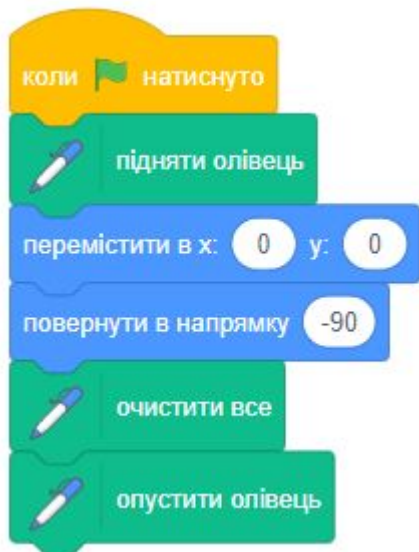 коли натиснуто
підняти олівець
перемістити в x: 0 y: 0
повернути в напрямку -90
очистити все
опустити олівець